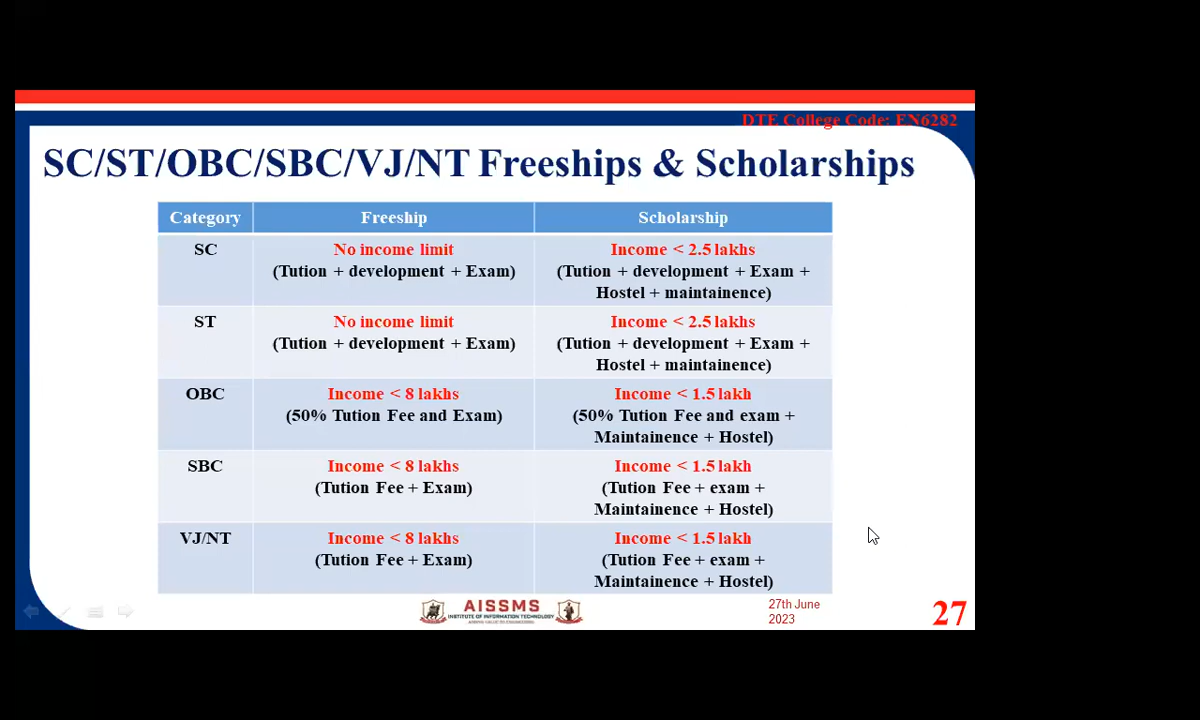 DTE College Code: EN6282
SC/ST/OBC/SBC/VJ/NT Freeships & Scholarships
Category Freeship Scholarship
SC No income limit Income < 2.5 lakhs
(Tution + development + Exam) (Tution + development + Exam +
Hostel + maintainence)
ST No income limit Income < 2.5 lakhs
(Tution + development + Exam) (Tution + development + Exam +
Hostel + maintainence)
OBC Income < 8 lakhs Income < 1.5 lakh
(50% Tution Fee and Exam) (50% Tution Fee and exam +
Maintainence + Hostel)
SBC Income < 8 lakhs Income < 1.5 lakh
(Tution Fee + Exam) (Tution Fee + exam +
Maintainence + Hostel)
VJ/NT Income < 8 lakhs Income < 1.5 lakh
(Tution Fee + Exam) (Tution Fee + exam +
Maintainence + Hostel)
AISSMS
INSTITUTE OF INFORMATION TECHNOLOGY
27th June
2023
27